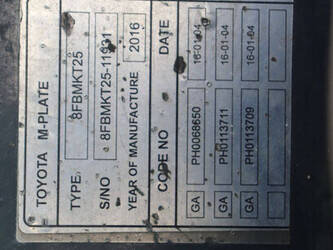 TOYOTA M-PLATE
TYPE 8FBMKT25
S/NO 8FBMKT25-11991
YEAR OF MANUFACTURE 2016
CODE NO DATE
GA PH0068650 16-01-04
GA PH0113711 16-01-04
GA PH0113709 16-01-04